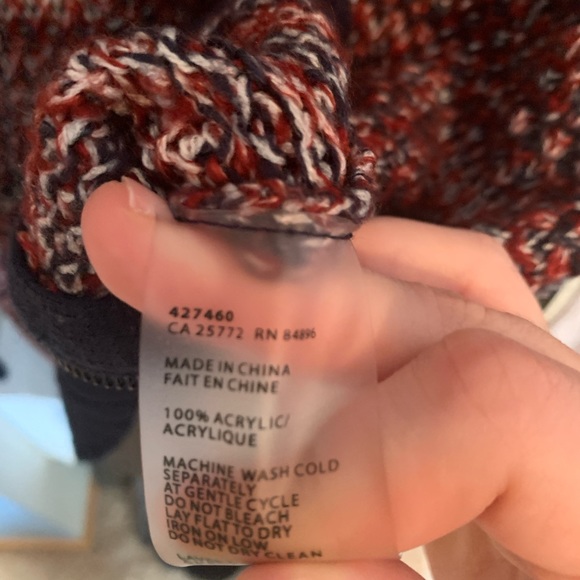 427460
CA 25772 RN 84896
MADE IN CHINA
FAIT EN CHINE
100% ACRYLIC/
ACRYLIQUE
MACHINE WASH COLD
SEPARATELY
AT GENTLE CYCLE
DO NOT BLEACH
LAY FLAT TO DRY
IRON ON LOW
DO NOT DRY CLEAN